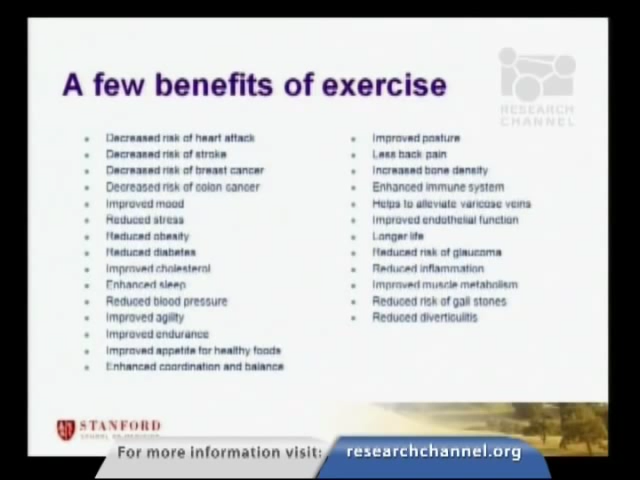 A few benefits of exercise
RESEARCH
CHANNEL
Decreased risk of heart attack
Decreased risk of stroke
Decreased risk of breast cancer
Decreased risk of colon cancer
Improved mood
Reduced stress
Reduced obesity
Reduced diabetes
Improved cholesterol
Enhanced sleep
Reduced blood pressure
Improved agility
Improved endurance
Improved appetite for healthy foods
Enhanced coordination and balance
Improved posture
Less back pain
Increased bone density
Enhanced immune system
Helps to alleviate varicose veins
Improved endothelial function
Longer life
Reduced risk of glaucoma
Reduced inflammation
Improved muscle metabolism
Reduced risk of gall stones
Reduced diverticulitis
STANFORD
SCHOOL OF MEDICINE
For more information visit: researchchannel.org